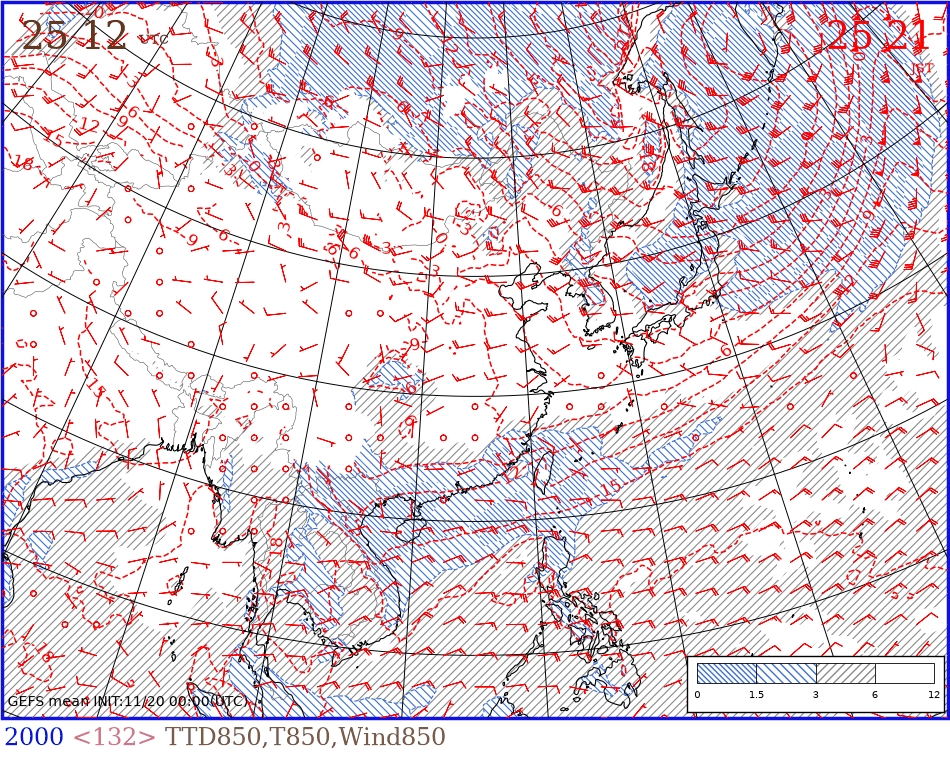 25 12 UTC
25 21
JST
GEFS mean INIT:11/20 00:00(UTC)
0 1.5 3 6 12
2000 <132> TTD850,T850,Wind850